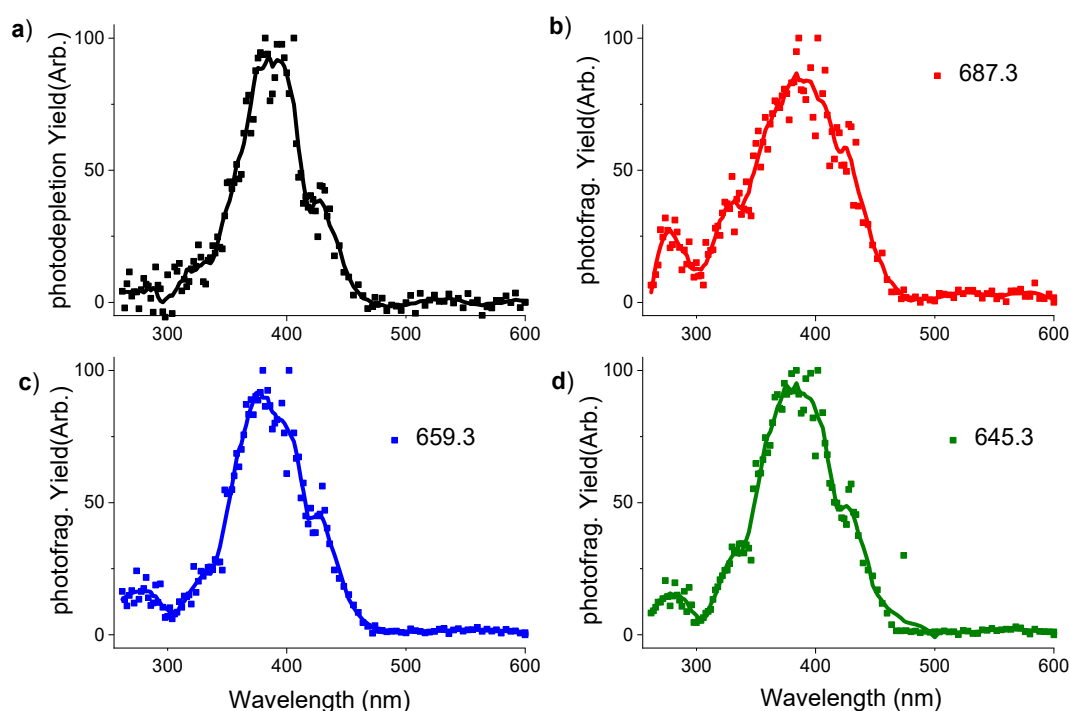 a)
photodepletion Yield(Arb.)
100
50
0
300 400 500 600
b)
photofrag. Yield(Arb.)
100
50
0
687.3
300 400 500 600
c)
photofrag. Yield(Arb.)
100
50
0
659.3
300 400 500 600
Wavelength (nm)
d)
photofrag. Yield(Arb.)
100
50
0
645.3
300 400 500 600
Wavelength (nm)